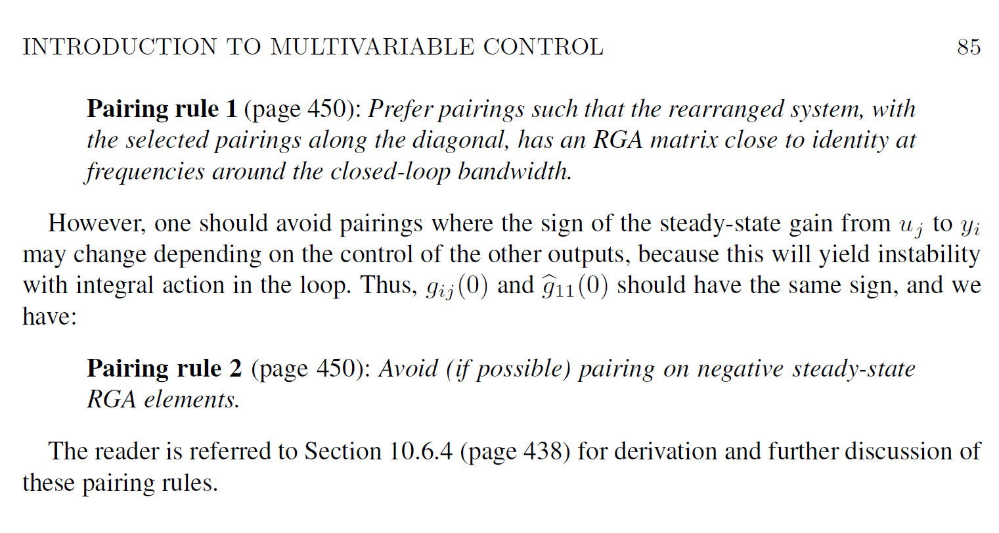 INTRODUCTION TO MULTIVARIABLE CONTROL 85
Pairing rule 1 (page 450): Prefer pairings such that the rearranged system, with
the selected pairings along the diagonal, has an RGA matrix close to identity at
frequencies around the closed-loop bandwidth.
However, one should avoid pairings where the sign of the steady-state gain from u_j to y_i
may change depending on the control of the other outputs, because this will yield instability
with integral action in the loop. Thus, g_{ij}(0) and \widehat{g}_{11}(0) should have the same sign, and we
have:
Pairing rule 2 (page 450): Avoid (if possible) pairing on negative steady-state
RGA elements.
The reader is referred to Section 10.6.4 (page 438) for derivation and further discussion of
these pairing rules.